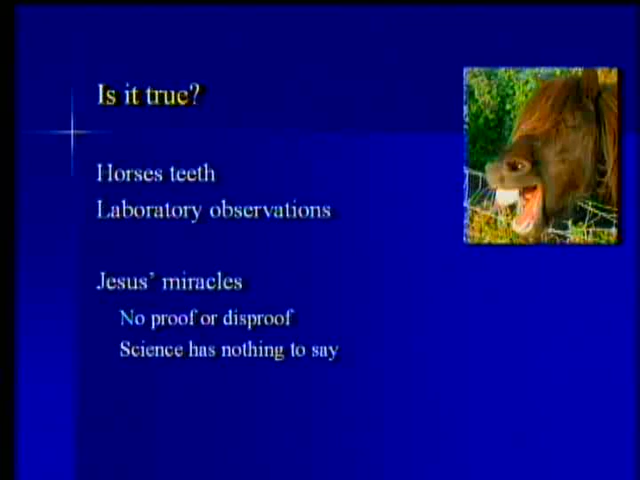 Is it true?
Horses teeth
Laboratory observations
Jesus' miracles
No proof or disproof
Science has nothing to say